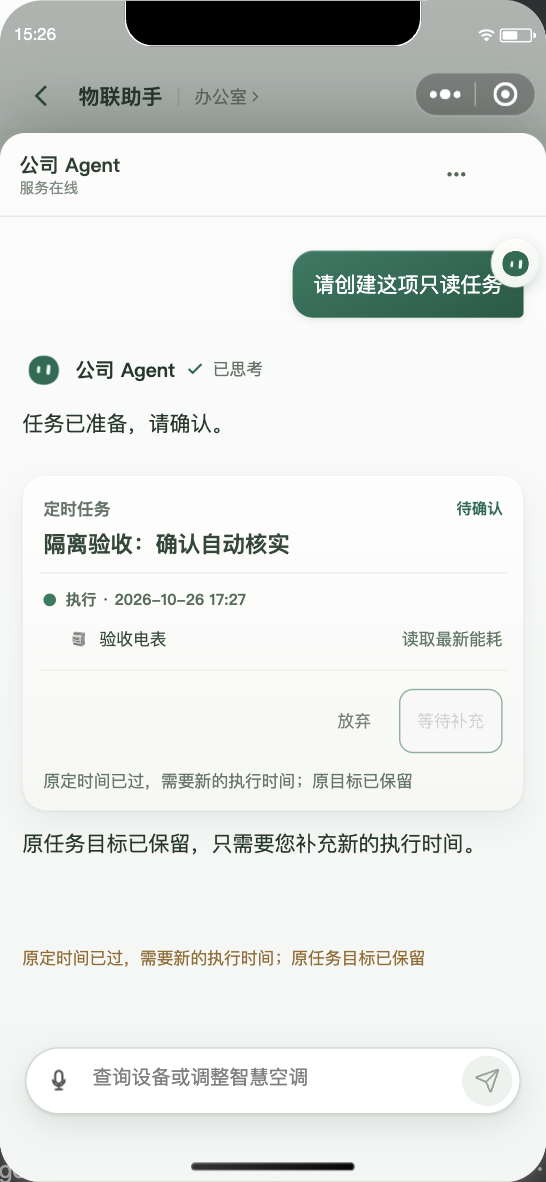 15:26
物联助手
办公室 >
公司 Agent
服务在线
请创建这项只读任务
公司 Agent ✓ 已思考
任务已准备，请确认。
定时任务
待确认
隔离验收：确认自动核实
执行 · 2026-10-26 17:27
验收电表
读取最新能耗
放弃
等待补充
原定时间已过，需要新的执行时间；原目标已保留
原任务目标已保留，只需要您补充新的执行时间。
原定时间已过，需要新的执行时间；原任务目标已保留
查询设备或调整智慧空调